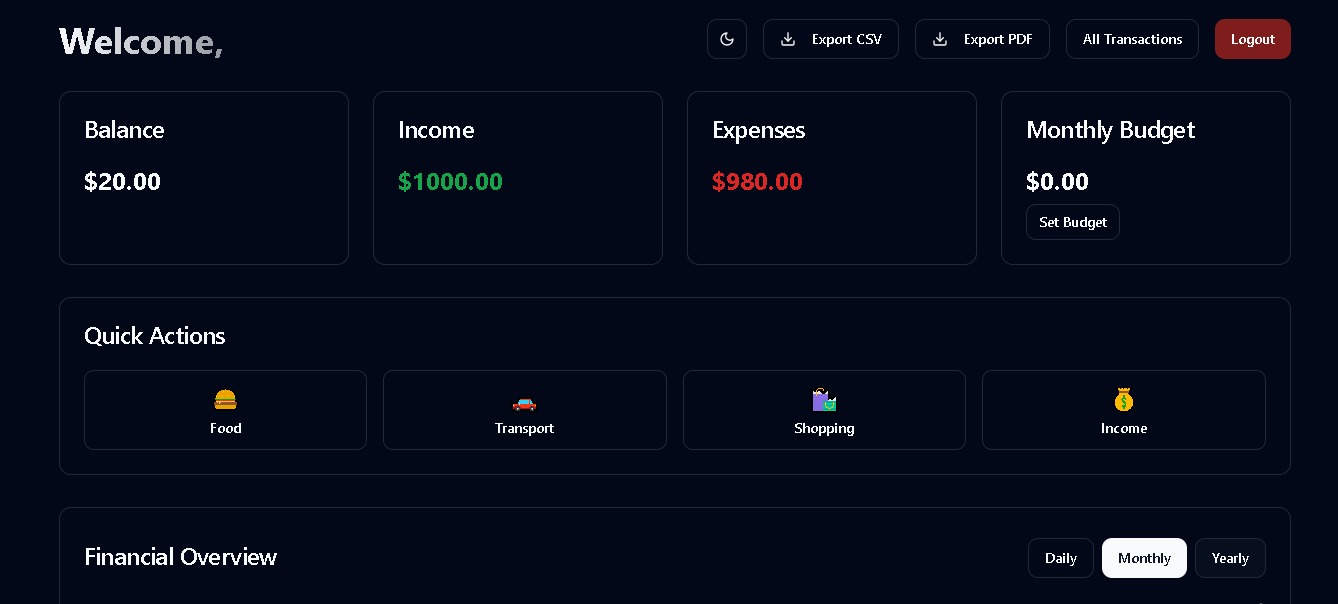 Welcome,
Export CSV
Export PDF
All Transactions
Logout
Balance
Income
Expenses
Monthly Budget
$20.00
$1000.00
$980.00
$0.00
Set Budget
Quick Actions
Food
Transport
Shopping
Income
Financial Overview
Daily
Monthly
Yearly